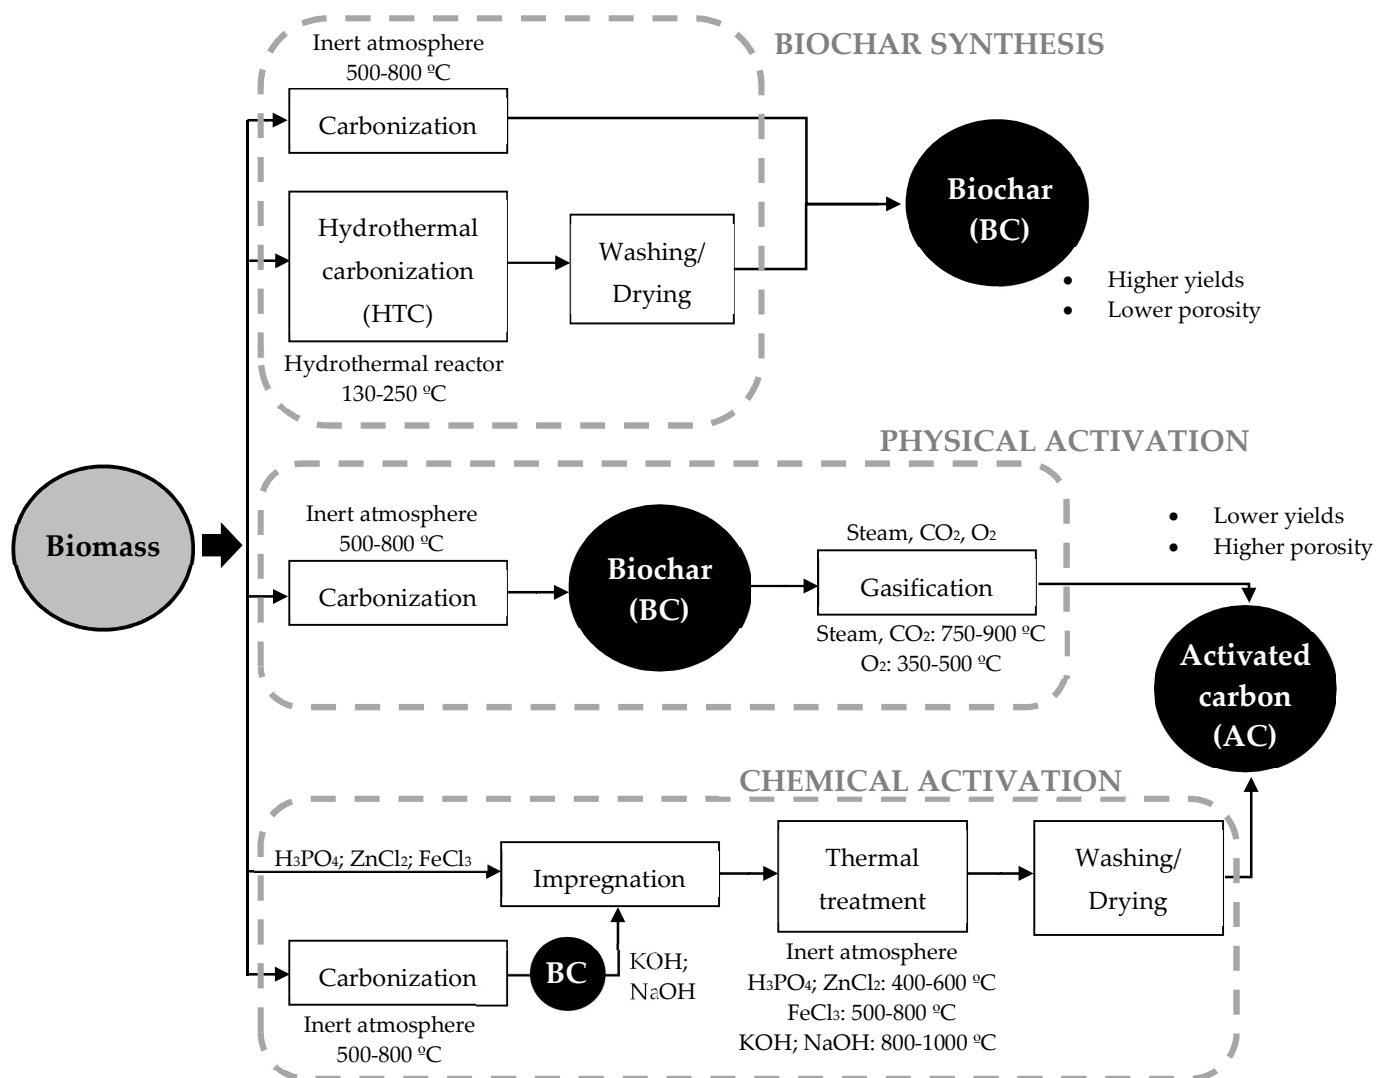 BIOCHAR SYNTHESIS
Inert atmosphere
500-800 ºC
Carbonization
Hydrothermal
carbonization
(HTC)
Hydrothermal reactor
130-250 ºC
Washing/
Drying
Biochar
(BC)
• Higher yields
• Lower porosity
Biomass
PHYSICAL ACTIVATION
Inert atmosphere
500-800 ºC
Carbonization
Biochar
(BC)
Steam, CO₂, O₂
Gasification
Steam, CO₂: 750-900 ºC
O₂: 350-500 ºC
• Lower yields
• Higher porosity
Activated
carbon
(AC)
CHEMICAL ACTIVATION
H₃PO₄; ZnCl₂; FeCl₃
Impregnation
Carbonization
Inert atmosphere
500-800 ºC
BC
KOH;
NaOH
Thermal
treatment
Inert atmosphere
H₃PO₄; ZnCl₂: 400-600 ºC
FeCl₃: 500-800 ºC
KOH; NaOH: 800-1000 ºC
Washing/
Drying